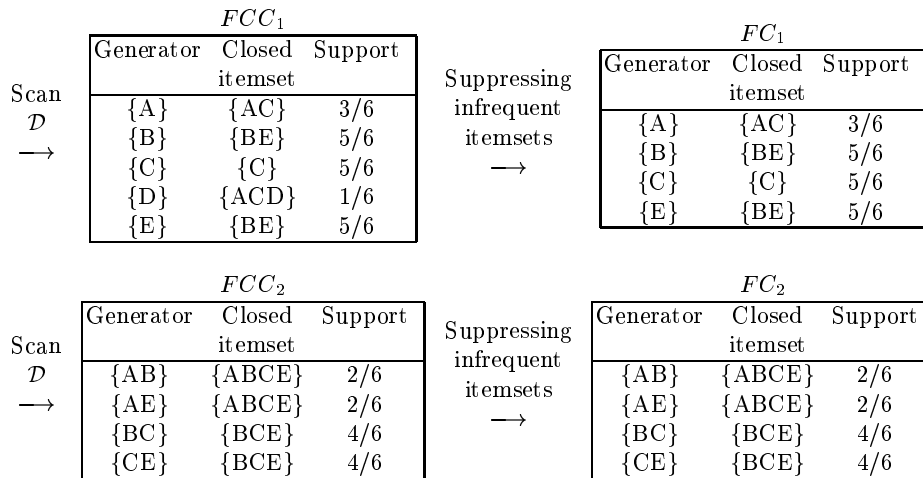 FCC₁
Generator Closed itemset Support
{A} {AC} 3/6
{B} {BE} 5/6
{C} {C} 5/6
{D} {ACD} 1/6
{E} {BE} 5/6
Scan
D
⟶
Suppressing
infrequent
itemsets
⟶
FC₁
Generator Closed itemset Support
{A} {AC} 3/6
{B} {BE} 5/6
{C} {C} 5/6
{E} {BE} 5/6
FCC₂
Generator Closed itemset Support
{AB} {ABCE} 2/6
{AE} {ABCE} 2/6
{BC} {BCE} 4/6
{CE} {BCE} 4/6
Scan
D
⟶
Suppressing
infrequent
itemsets
⟶
FC₂
Generator Closed itemset Support
{AB} {ABCE} 2/6
{AE} {ABCE} 2/6
{BC} {BCE} 4/6
{CE} {BCE} 4/6